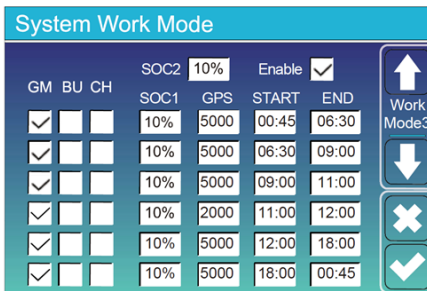 System Work Mode
SOC2 10% Enable
GM BU CH SOC1 GPS START END
10% 5000 00:45 06:30
10% 5000 06:30 09:00
10% 5000 09:00 11:00
10% 2000 11:00 12:00
10% 5000 12:00 18:00
10% 5000 18:00 00:45
Work
Mode3